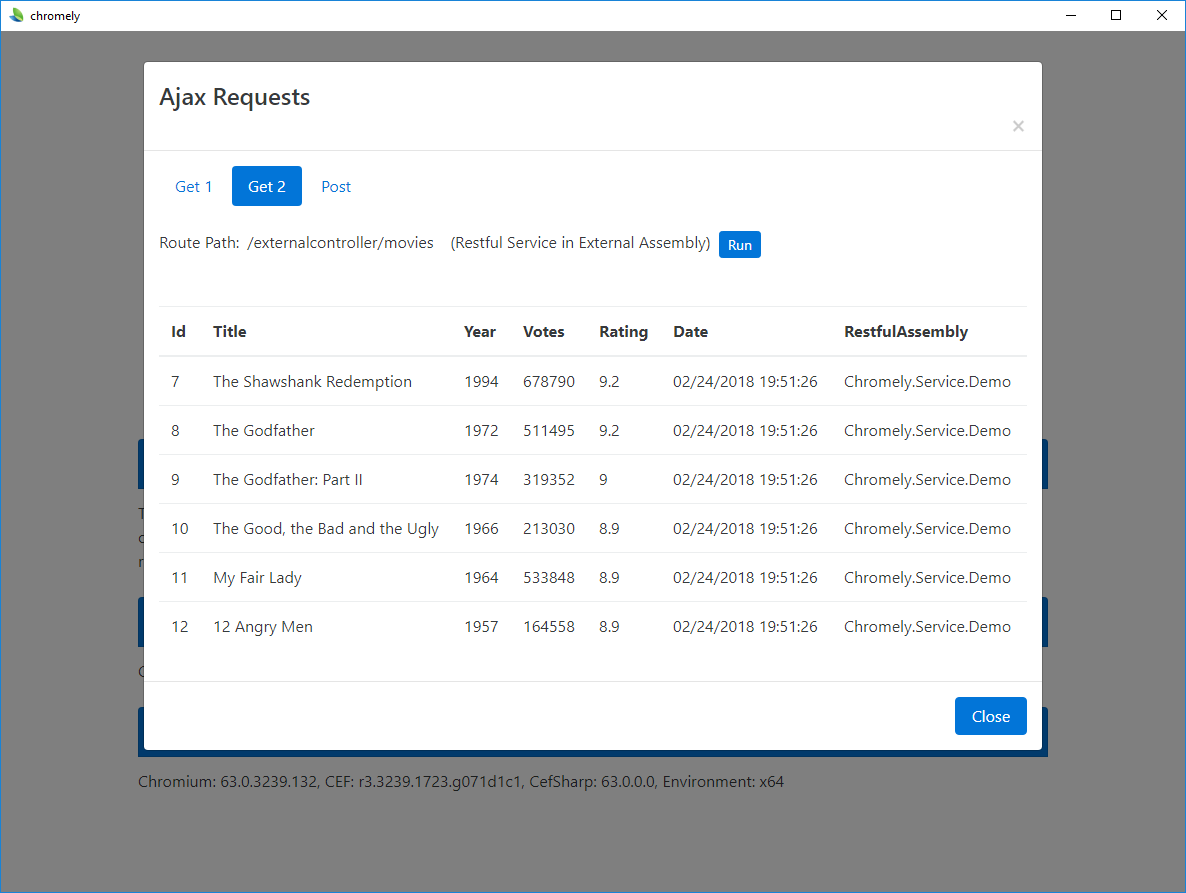 chromely
Ajax Requests
×
Get 1 Get 2 Post
Route Path: /externalcontroller/movies (Restful Service in External Assembly) Run
Id Title Year Votes Rating Date RestfulAssembly
7 The Shawshank Redemption 1994 678790 9.2 02/24/2018 19:51:26 Chromely.Service.Demo
8 The Godfather 1972 511495 9.2 02/24/2018 19:51:26 Chromely.Service.Demo
9 The Godfather: Part II 1974 319352 9 02/24/2018 19:51:26 Chromely.Service.Demo
10 The Good, the Bad and the Ugly 1966 213030 8.9 02/24/2018 19:51:26 Chromely.Service.Demo
11 My Fair Lady 1964 533848 8.9 02/24/2018 19:51:26 Chromely.Service.Demo
12 12 Angry Men 1957 164558 8.9 02/24/2018 19:51:26 Chromely.Service.Demo
Close
Chromium: 63.0.3239.132, CEF: r3.3239.1723.g071d1c1, CefSharp: 63.0.0.0, Environment: x64